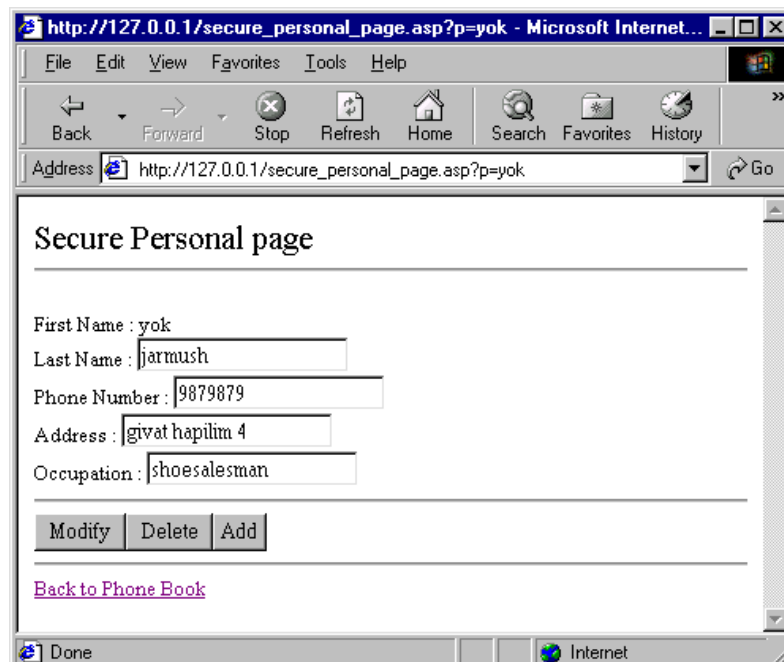 http://127.0.0.1/secure_personal_page.asp?p=yok - Microsoft Internet...
File Edit View Favorites Tools Help
Back Forward Stop Refresh Home Search Favorites History »
Address http://127.0.0.1/secure_personal_page.asp?p=yok Go
Secure Personal page
First Name : yok
Last Name : jarmush
Phone Number : 9879879
Address : givat hapilim 4
Occupation : shoesalesman
Modify Delete Add
Back to Phone Book
Done Internet